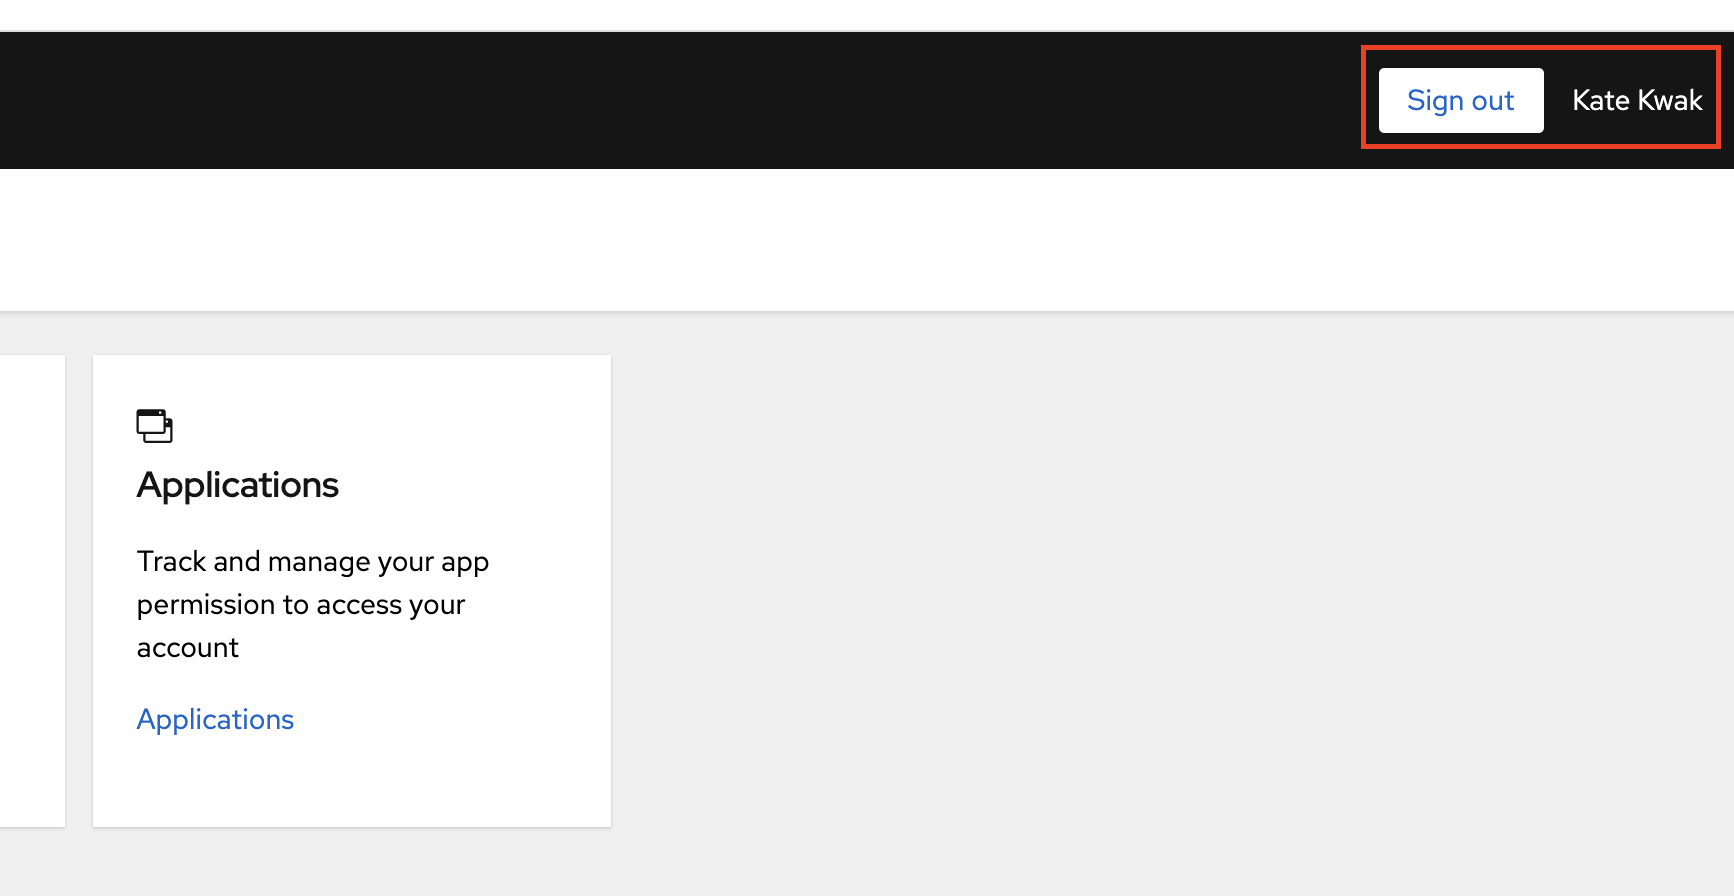 Sign out Kate Kwak
Applications
Track and manage your app
permission to access your
account
Applications